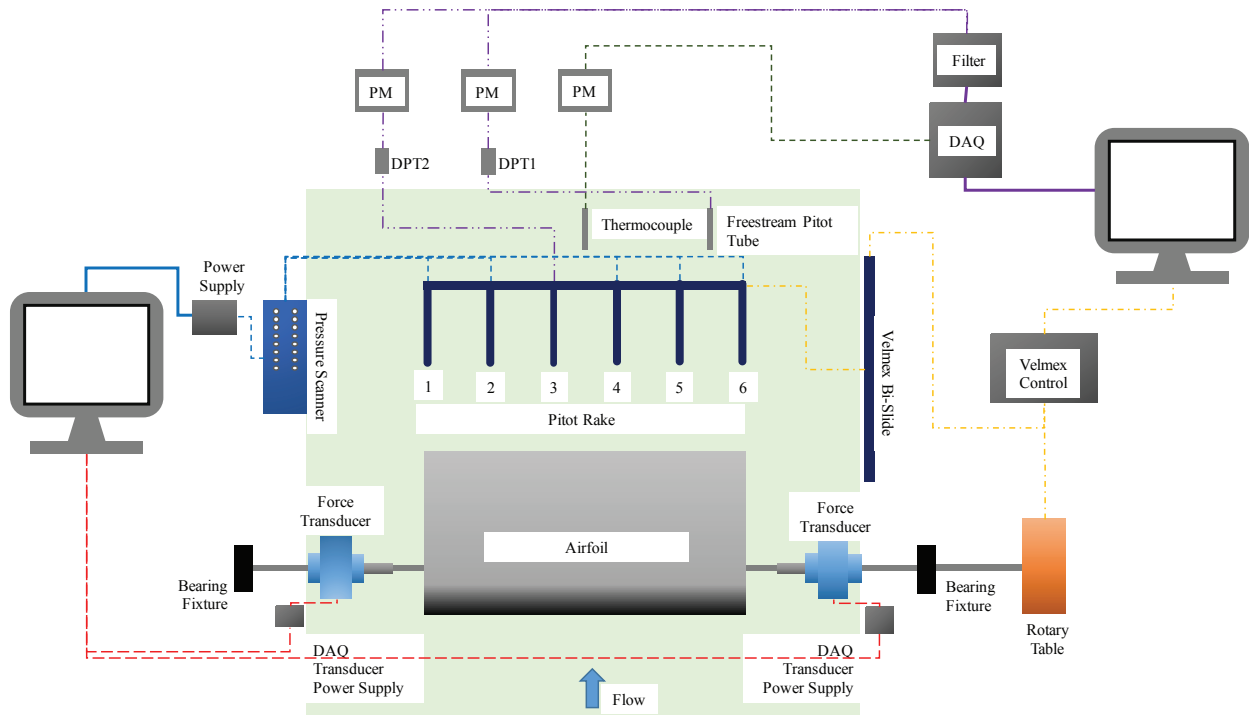 Filter
PM
PM
PM
DAQ
DPT2
DPT1
Thermocouple
Freestream Pitot
Tube
Power
Supply
Pressure Scanner
Velmex Bi-Slide
Velmex
Control
1
2
3
4
5
6
Pitot Rake
Force
Transducer
Force
Transducer
Airfoil
Bearing
Fixture
Bearing
Fixture
Rotary
Table
DAQ
Transducer
Power Supply
DAQ
Transducer
Power Supply
Flow